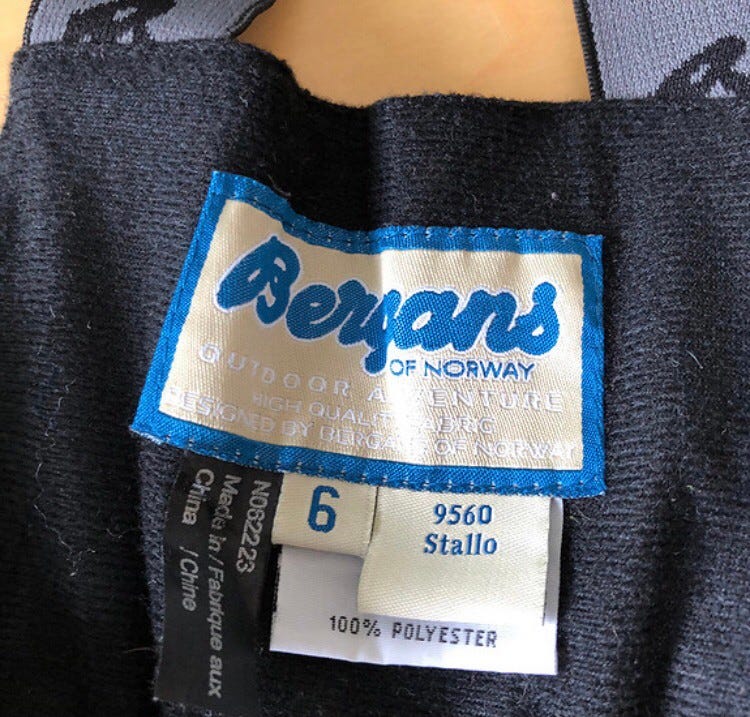 Bergans
OF NORWAY
OUTDOOR ADVENTURE
HIGH QUALITY FABRIC
DESIGNED BY BERGANS OF NORWAY
6
9560
Stallo
100% POLYESTER
N062223
Made in / Fabrique aux
China / Chine